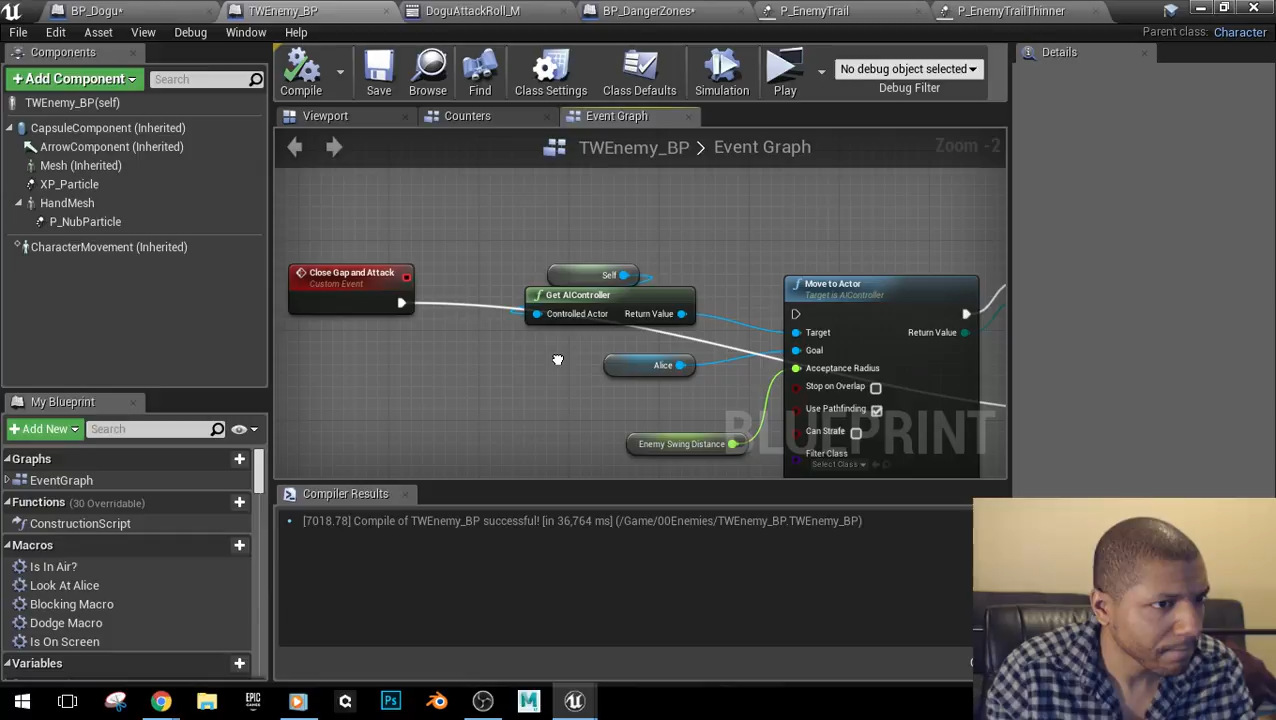 BP_Dogu*
TWEnemy_BP
DoguAttackRoll_M
BP_DangerZones*
P_EnemyTrail
P_EnemyTrailThinner
File Edit Asset View Debug Window Help
Parent class: Character
Components
+Add Component
Search
TWEnemy_BP(self)
CapsuleComponent (Inherited)
ArrowComponent (Inherited)
Mesh (Inherited)
XP_Particle
HandMesh
P_NubParticle
CharacterMovement (Inherited)
Compile
Save
Browse
Find
Class Settings
Class Defaults
Simulation
Play
No debug object selected
Debug Filter
Details
Viewport
Counters
Event Graph
TWEnemy_BP > Event Graph
Zoom -2
Close Gap and Attack
Custom Event
Self
Get AIController
Controlled Actor Return Value
Alice
Enemy Swing Distance
Move to Actor
Target is AIController
Target Return Value
Goal
Acceptance Radius
Stop on Overlap
Use Pathfinding
Can Strafe
Filter Class
Select Class
BLUEPRINT
My Blueprint
+Add New
Search
Graphs
EventGraph
Functions (30 Overridable)
ConstructionScript
Macros
Is In Air?
Look At Alice
Blocking Macro
Dodge Macro
Is On Screen
Variables
Compiler Results
[7018.78] Compile of TWEnemy_BP successful! [in 36,764 ms] (/Game/00Enemies/TWEnemy_BP.TWEnemy_BP)
EPIC GAMES
Ps
M